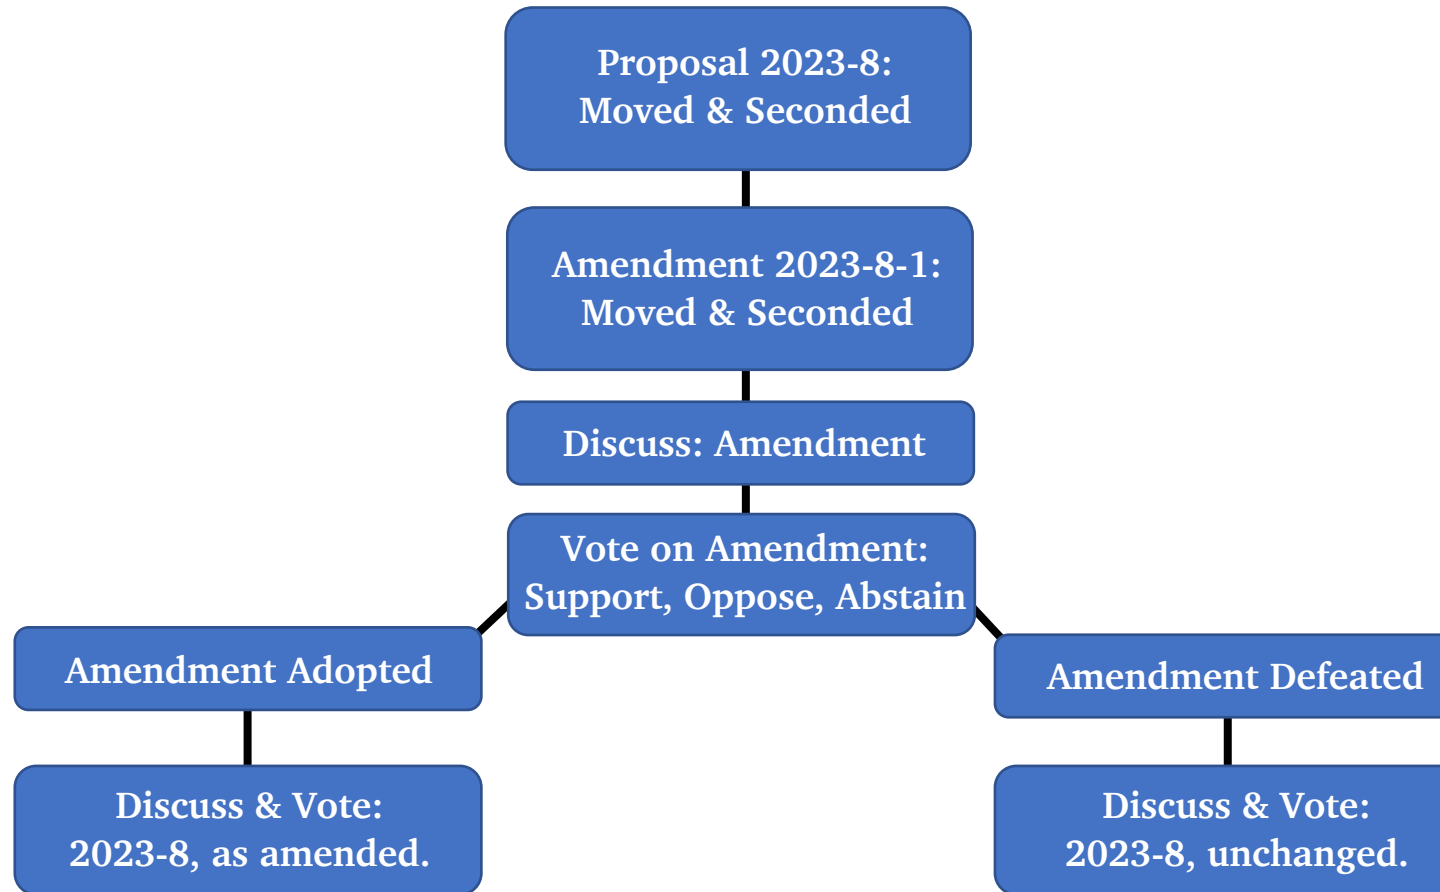 Proposal 2023-8:
Moved & Seconded
Amendment 2023-8-1:
Moved & Seconded
Discuss: Amendment
Vote on Amendment:
Support, Oppose, Abstain
Amendment Adopted
Amendment Defeated
Discuss & Vote:
2023-8, as amended.
Discuss & Vote:
2023-8, unchanged.